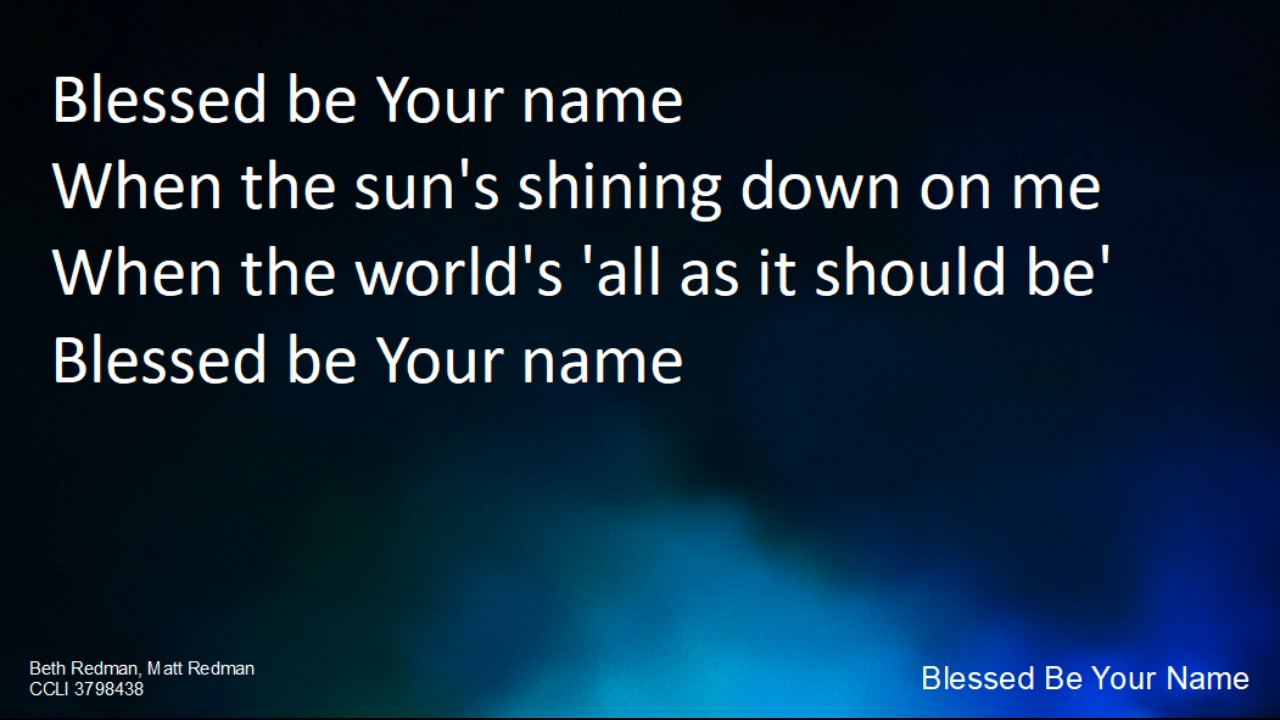 Blessed be Your name
When the sun's shining down on me
When the world's 'all as it should be'
Blessed be Your name
Beth Redman, Matt Redman
CCLI 3798438
Blessed Be Your Name